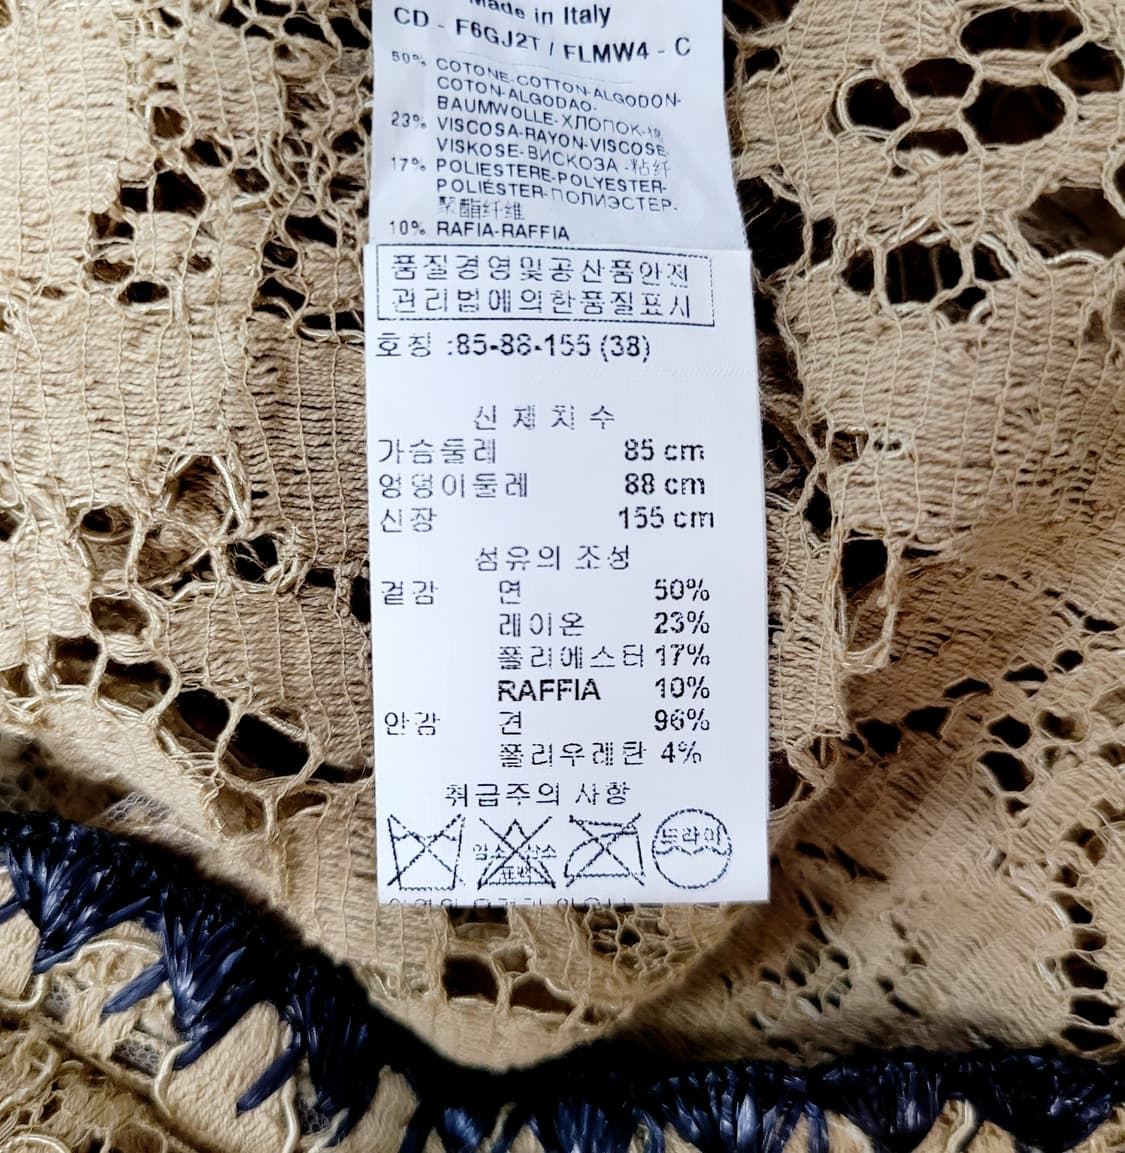 Made in Italy
CD - F6GJ2T / FLMW4 - C
50% COTONE-COTTON-ALGODON-
COTON-ALGODAO-
BAUMWOLLE-ХЛОПОК-棉
23% VISCOSA-RAYON-VISCOSE-
VISKOSE-ВИСКОЗА-粘纤
17% POLIESTERE-POLYESTER-
POLIÉSTER-ПОЛИЭСТЕР-
聚酯纤维
10% RAFIA-RAFFIA
품질경영및공산품안전
관리법에의한품질표시
호칭 :85-88-155 (38)
신 체 치 수
가슴둘레 85 cm
엉덩이둘레 88 cm
신장 155 cm
섬유의 조성
겉감 면 50%
레이온 23%
폴리에스터 17%
RAFFIA 10%
안감 견 96%
폴리우레탄 4%
취급주의 사항
염소 산소 드라이
표백